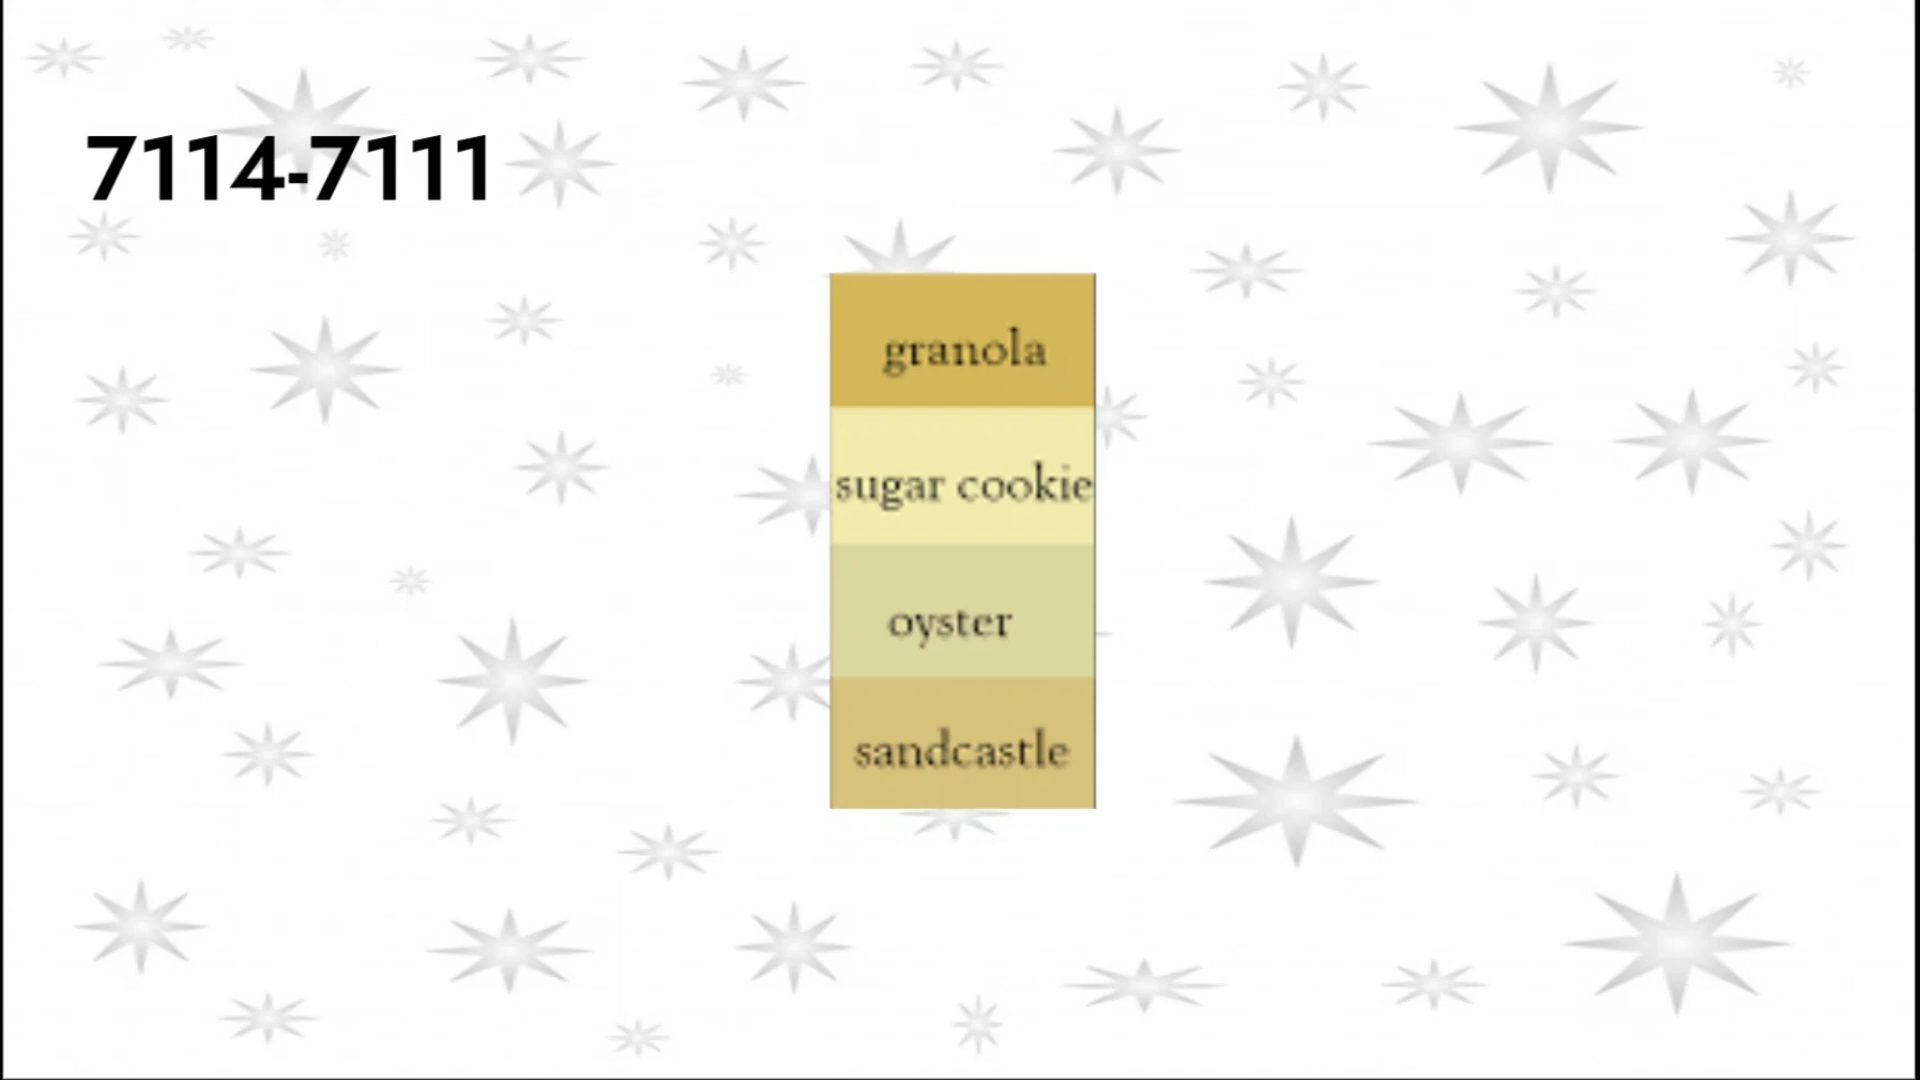 7114-7111
granola
sugar cookie
oyster
sandcastle